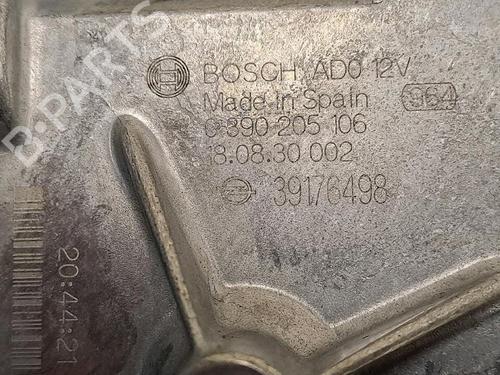 BOSCH AD0 12V
Made in Spain 964
0 390 205 106
18.08.30 002
39176498
20:44:21
B-PARTS